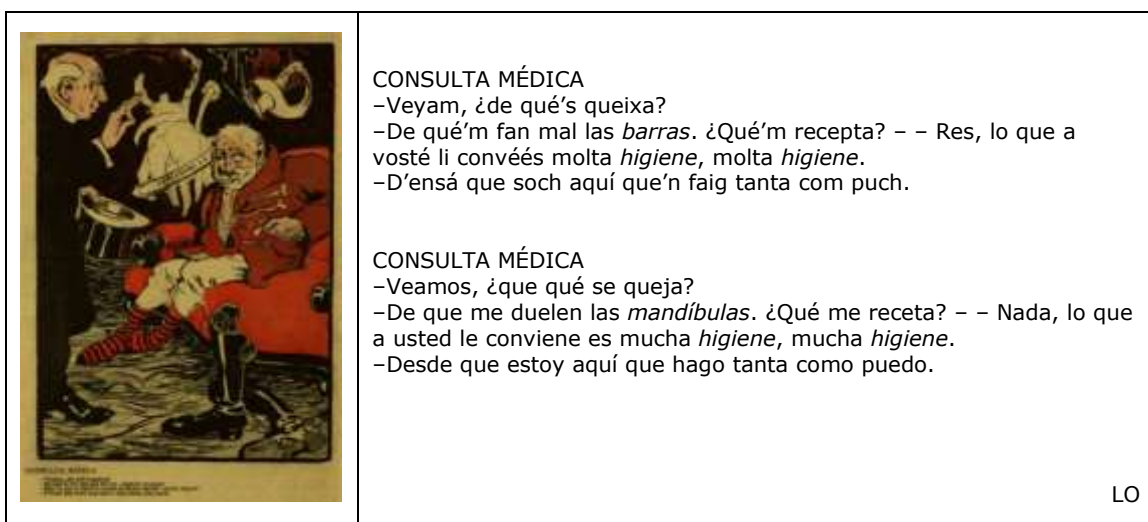 CONSULTA MÉDICA
–Veyam, ¿de qué’s queixa?
–De qué’m fan mal las barras. ¿Qué’m recepta? – – Res, lo que a
vosté li convéés molta higiene, molta higiene.
–D’ensá que soch aquí que’n faig tanta com puch.
CONSULTA MÉDICA
–Veamos, ¿que qué se queja?
–De que me duelen las mandíbulas. ¿Qué me receta? – – Nada, lo que
a usted le conviene es mucha higiene, mucha higiene.
–Desde que estoy aquí que hago tanta como puedo.
LO
CONSULTA MÉDICA